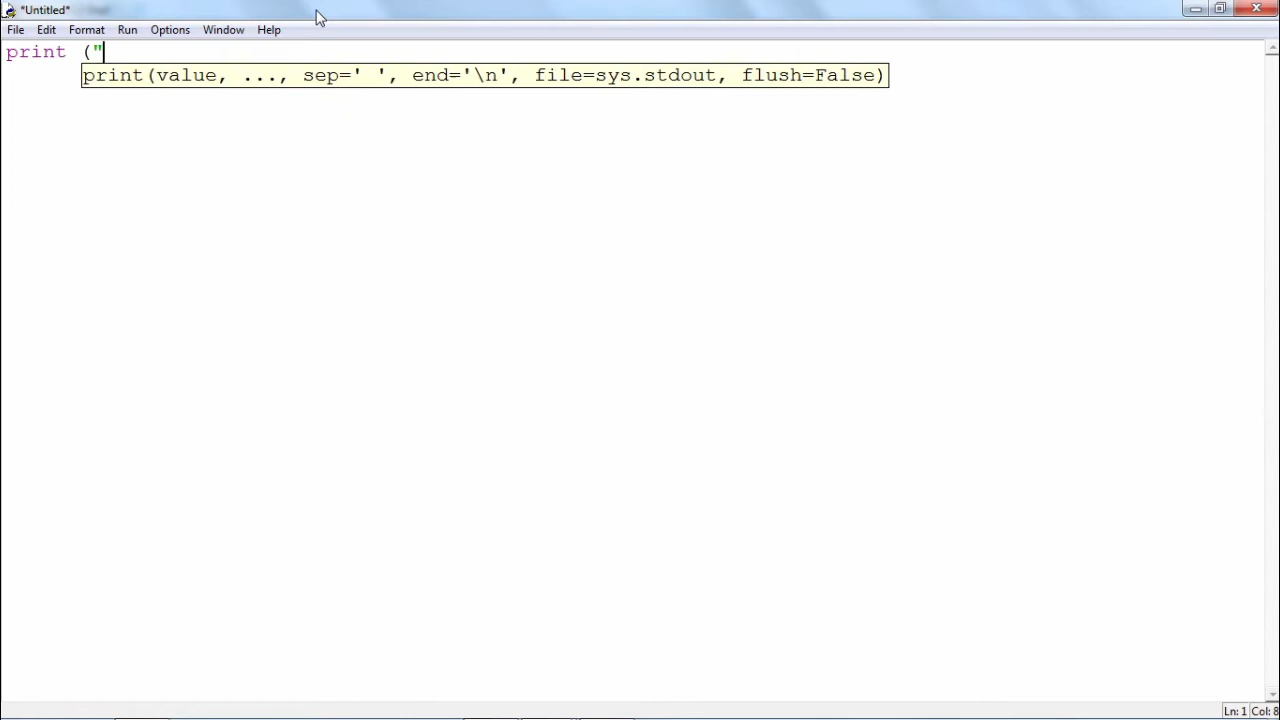 *Untitled*
File Edit Format Run Options Window Help
print ("
print(value, ..., sep=' ', end='\n', file=sys.stdout, flush=False)
Ln: 1 Col: 8